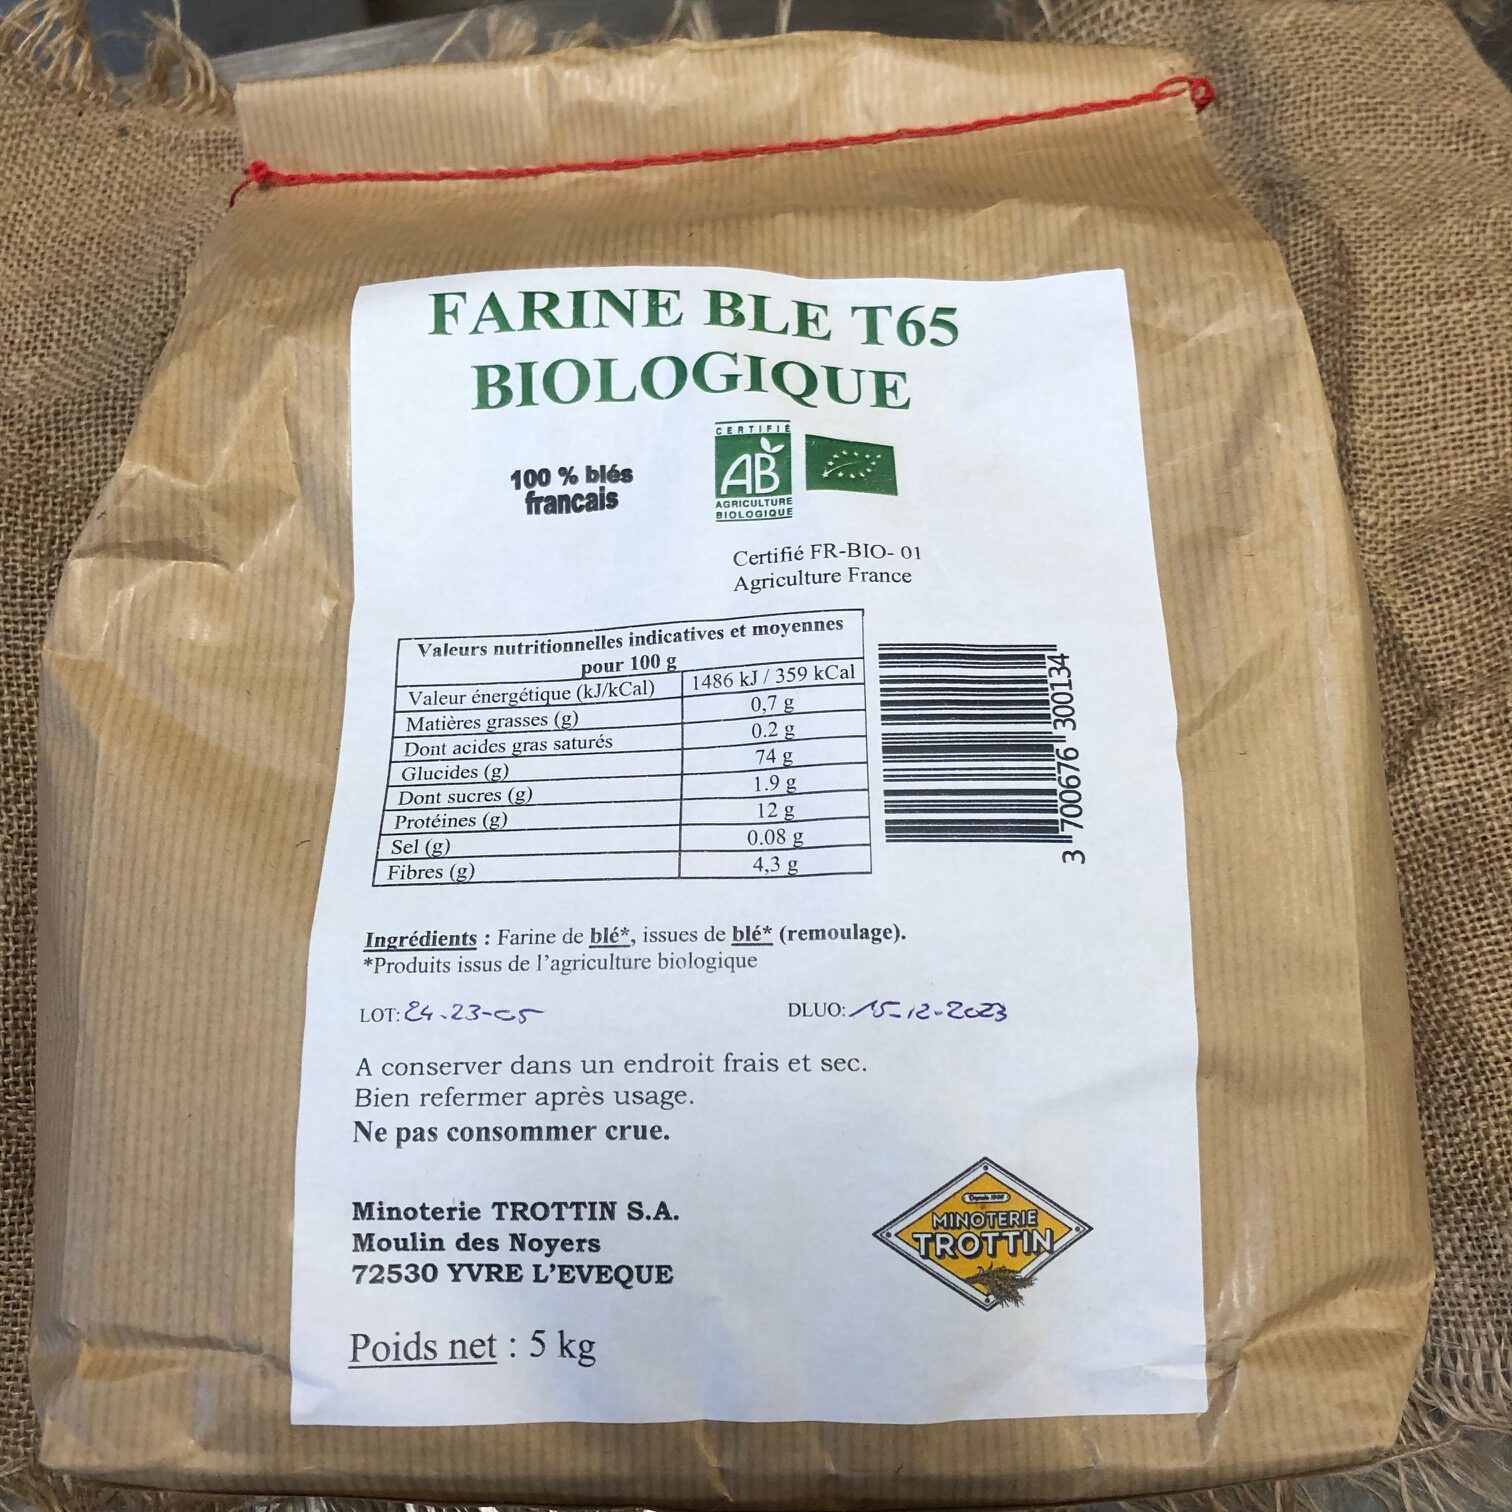 FARINE BLE T65
BIOLOGIQUE
100 % blés
francais
CERTIFIÉ
AB
AGRICULTURE
BIOLOGIQUE
Certifié FR-BIO- 01
Agriculture France
Valeurs nutritionnelles indicatives et moyennes
pour 100 g
Valeur énergétique (kJ/kCal) 1486 kJ / 359 kCal
Matières grasses (g) 0,7 g
Dont acides gras saturés 0.2 g
Glucides (g) 74 g
Dont sucres (g) 1.9 g
Protéines (g) 12 g
Sel (g) 0.08 g
Fibres (g) 4,3 g
3 700676 300134
Ingrédients : Farine de blé*, issues de blé* (remoulage).
*Produits issus de l'agriculture biologique
LOT: 24-23-05 DLUO: 15-12-2023
A conserver dans un endroit frais et sec.
Bien refermer après usage.
Ne pas consommer crue.
Minoterie TROTTIN S.A.
Moulin des Noyers
72530 YVRE L'EVEQUE
Poids net : 5 kg
MINOTERIE
TROTTIN